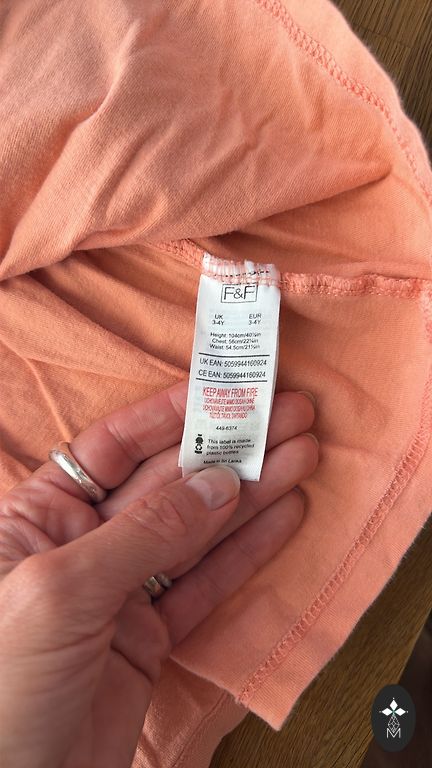 F&F
UK EUR
3-4Y 3-4Y
Height: 104cm/40½in
Chest: 56cm/22in
Waist: 54.5cm/21½in
UK EAN: 5059944160924
CE EAN: 5059944160924
KEEP AWAY FROM FIRE
449-6374
This label is made
from 100% recycled
plastic bottles
Made in Sri Lanka
M